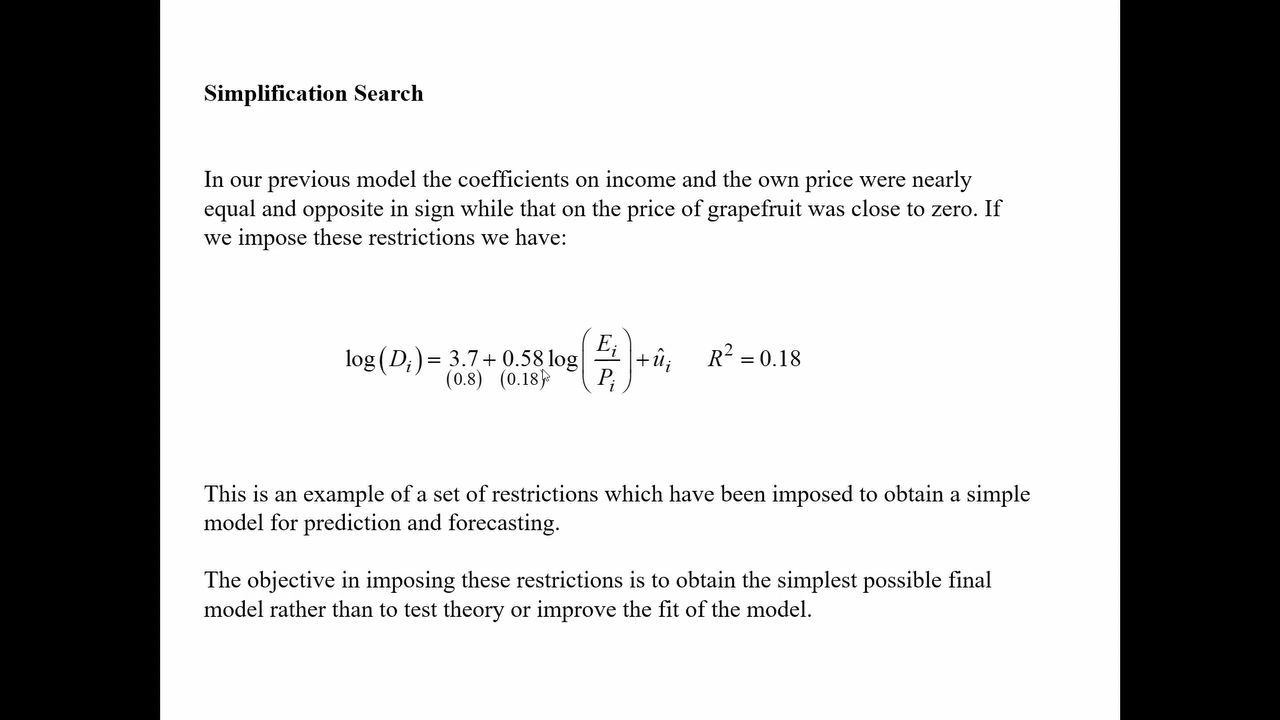 Simplification Search
In our previous model the coefficients on income and the own price were nearly
equal and opposite in sign while that on the price of grapefruit was close to zero. If
we impose these restrictions we have:
log(D_i) = 3.7 + 0.58 log(E_i / P_i) + û_i   R² = 0.18
(0.8) (0.18)
This is an example of a set of restrictions which have been imposed to obtain a simple
model for prediction and forecasting.
The objective in imposing these restrictions is to obtain the simplest possible final
model rather than to test theory or improve the fit of the model.